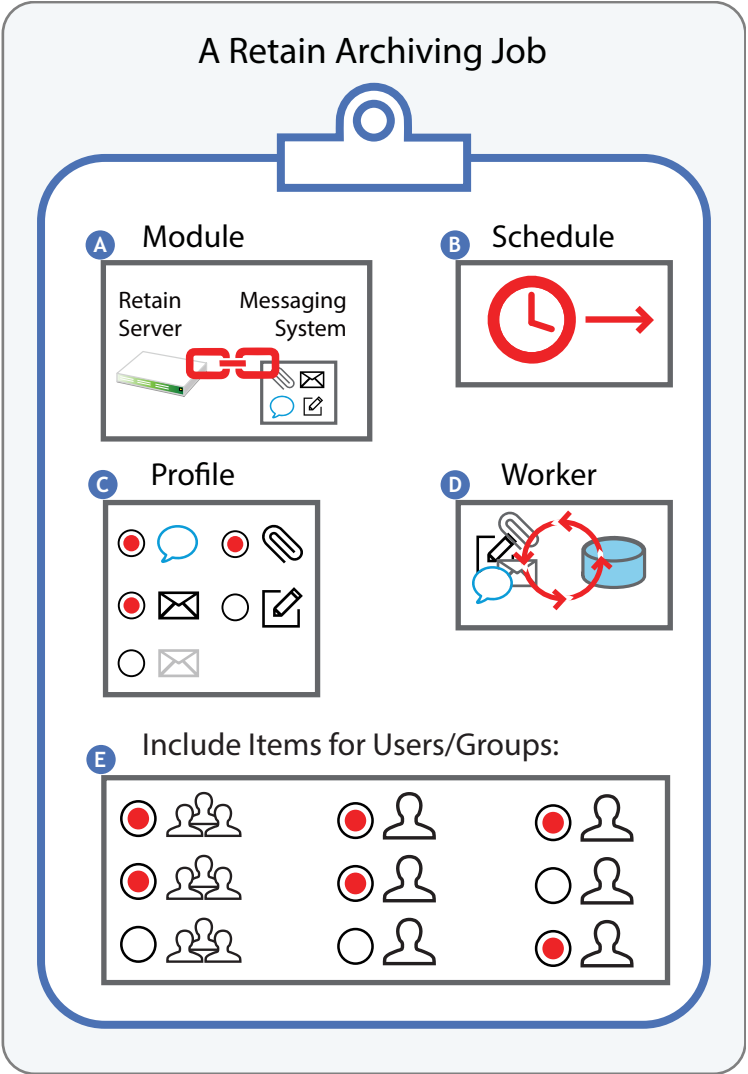 A Retain Archiving Job
A Module
Retain Server
Messaging System
B Schedule
C Profile
D Worker
E Include Items for Users/Groups: